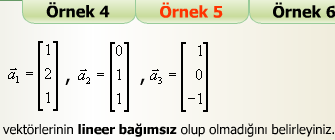 Örnek 4 Örnek 5 Örnek 6
a⃗₁ = [1 2 1], a⃗₂ = [0 1 1], a⃗₃ = [1 0 −1]
vektörlerinin lineer bağımsız olup olmadığını belirleyiniz.